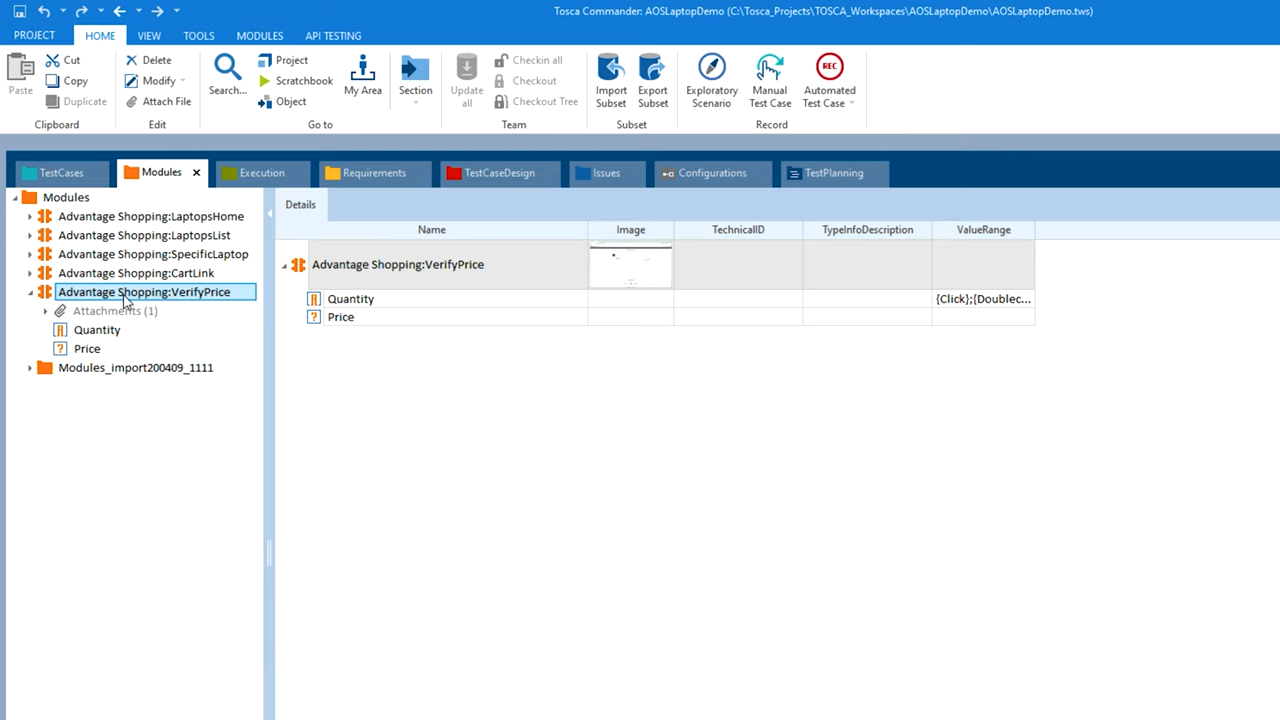 Tosca Commander: AOSLaptopDemo (C:\Tosca_Projects\TOSCA_Workspaces\AOSLaptopDemo\AOSLaptopDemo.tws)
PROJECT HOME VIEW TOOLS MODULES API TESTING
Paste
Cut
Copy
Duplicate
Clipboard
Delete
Modify
Attach File
Edit
Search...
Project
Scratchbook
Object
My Area
Go to
Section
Update all
Checkin all
Checkout
Checkout Tree
Team
Import Subset
Export Subset
Subset
Exploratory Scenario
Manual Test Case
REC
Automated Test Case
Record
TestCases Modules Execution Requirements TestCaseDesign Issues Configurations TestPlanning
Modules
Advantage Shopping:LaptopsHome
Advantage Shopping:LaptopsList
Advantage Shopping:SpecificLaptop
Advantage Shopping:CartLink
Advantage Shopping:VerifyPrice
Attachments (1)
Quantity
Price
Modules_import200409_1111
Details
Name Image TechnicalID TypeInfoDescription ValueRange
Advantage Shopping:VerifyPrice
Quantity {Click};{Doublec...
Price